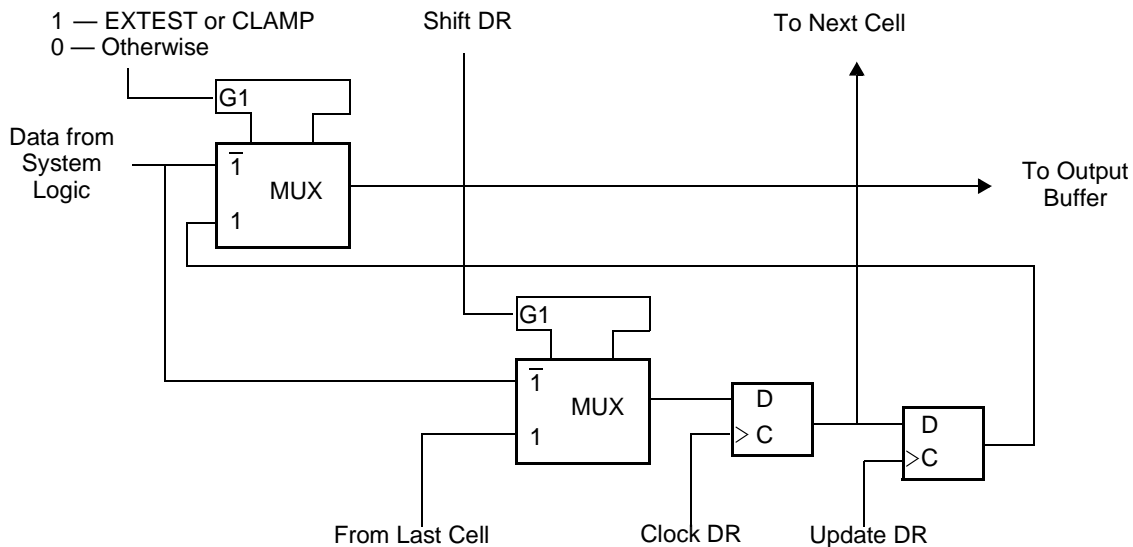 1 — EXTEST or CLAMP
0 — Otherwise
Shift DR
To Next Cell
G1
Data from
System
Logic
1
MUX
1
To Output
Buffer
G1
1
MUX
1
D
C
D
C
From Last Cell
Clock DR
Update DR